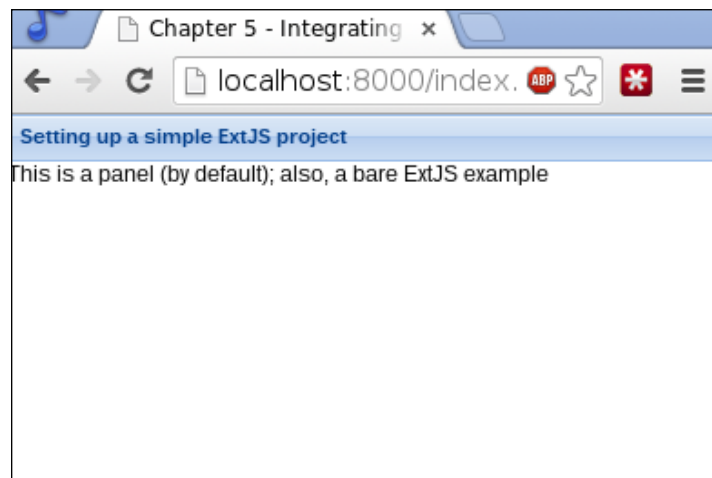 Chapter 5 - Integrating
localhost:8000/index.
ABP
Setting up a simple ExtJS project
This is a panel (by default); also, a bare ExtJS example